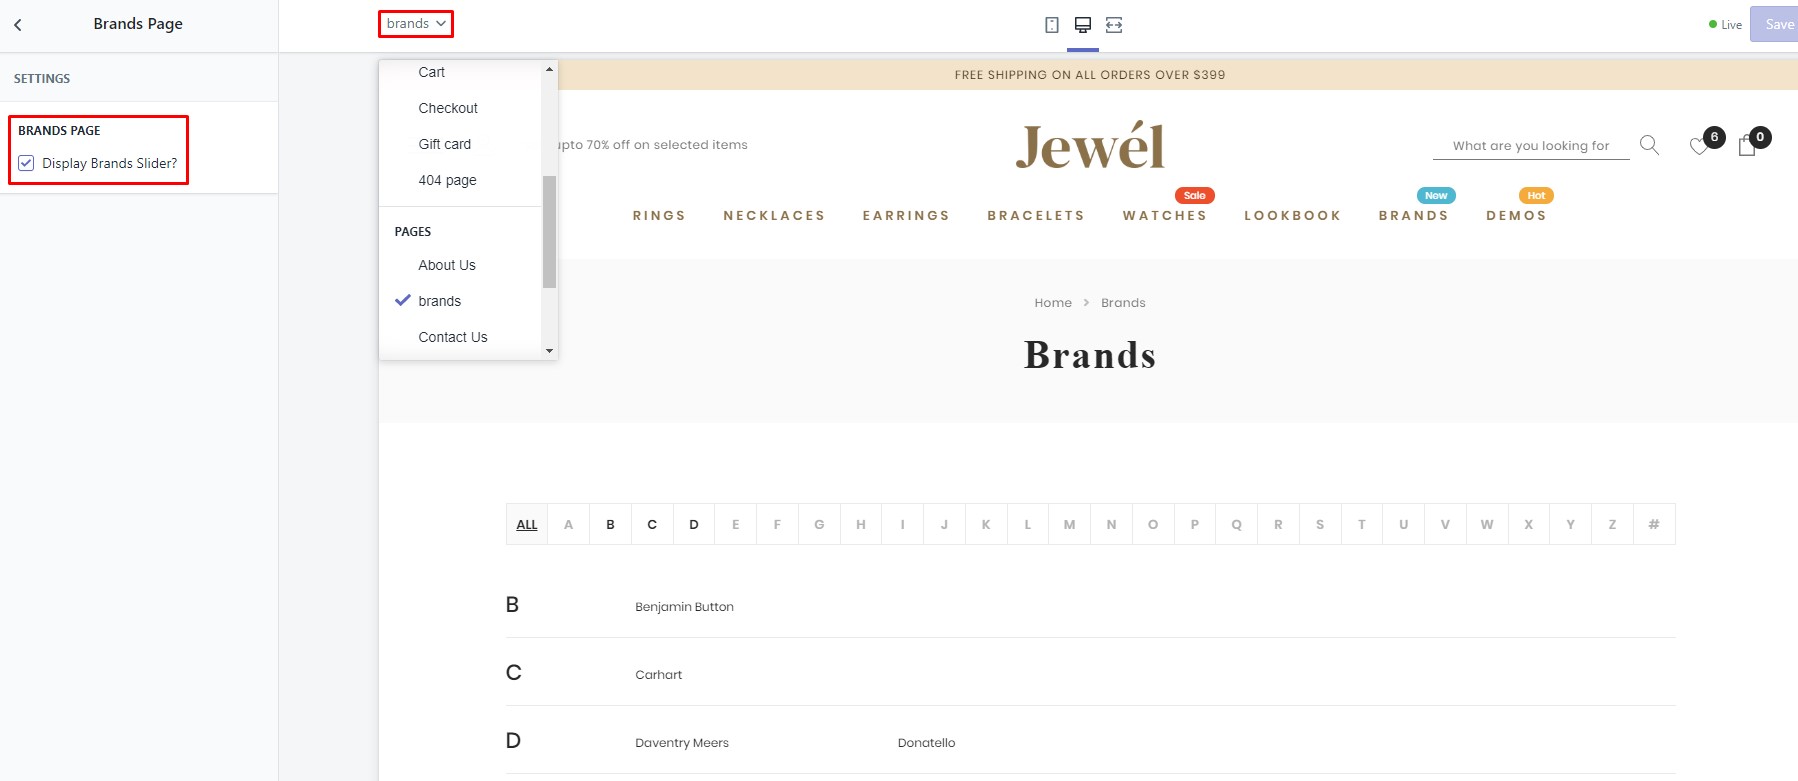 Brands Page
brands
Live
Save
SETTINGS
BRANDS PAGE
Display Brands Slider?
Cart
Checkout
Gift card
404 page
PAGES
About Us
brands
Contact Us
FREE SHIPPING ON ALL ORDERS OVER $399
upto 70% off on selected items
Jewél
What are you looking for
6
0
Sale
New
Hot
RINGS NECKLACES EARRINGS BRACELETS WATCHES LOOKBOOK BRANDS DEMOS
Home > Brands
Brands
ALL A B C D E F G H I J K L M N O P Q R S T U V W X Y Z #
B Benjamin Button
C Carhart
D Daventry Meers Donatello